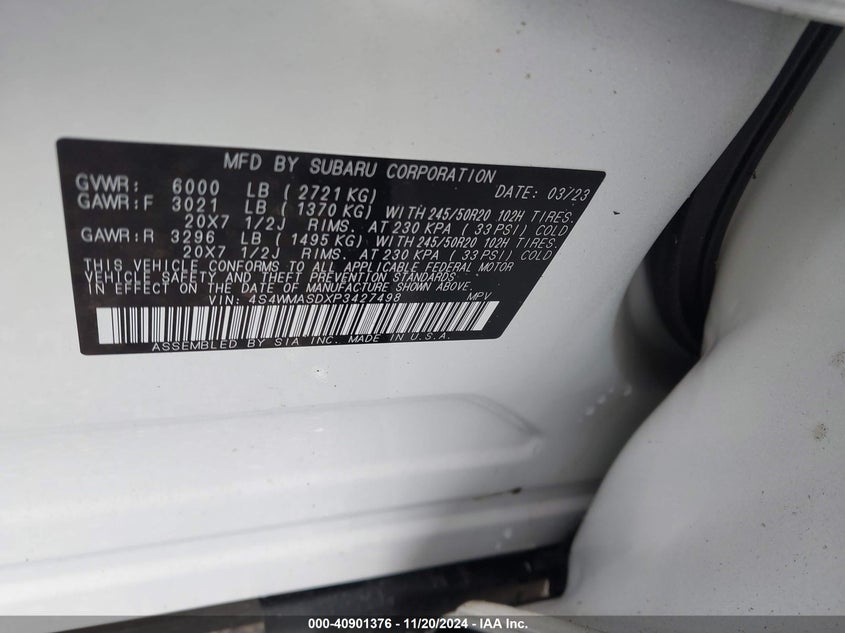 MFD BY SUBARU CORPORATION
GVWR: 6000 LB ( 2721 KG) DATE: 03/23
GAWR:F 3021 LB ( 1370 KG) WITH 245/50R20 102H TIRES.
20X7 1/2J RIMS. AT 230 KPA ( 33 PSI) COLD
GAWR:R 3296 LB ( 1495 KG) WITH 245/50R20 102H TIRES.
20X7 1/2J RIMS. AT 230 KPA ( 33 PSI) COLD
THIS VEHICLE CONFORMS TO ALL APPLICABLE FEDERAL MOTOR
VEHICLE SAFETY AND THEFT PREVENTION STANDARDS
IN EFFECT ON THE DATE OF MANUFACTURE SHOWN ABOVE.
VIN: 4S4WMASDXP3427498 MPV
ASSEMBLED BY SIA INC. MADE IN U.S.A.
000-40901376 - 11/20/2024 - IAA Inc.